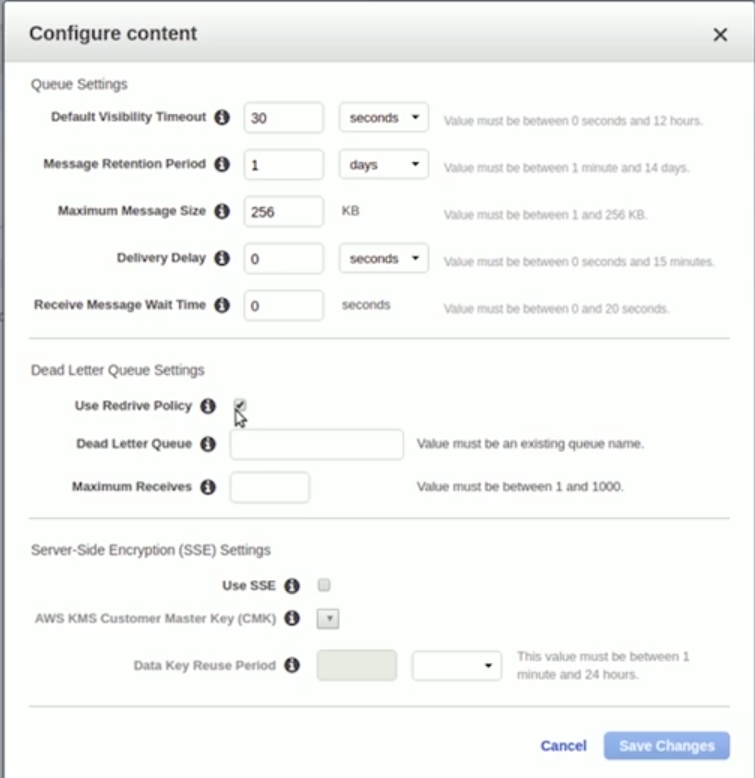 Configure content
Queue Settings
Default Visibility Timeout 30 seconds Value must be between 0 seconds and 12 hours.
Message Retention Period 1 days Value must be between 1 minute and 14 days.
Maximum Message Size 256 KB Value must be between 1 and 256 KB.
Delivery Delay 0 seconds Value must be between 0 seconds and 15 minutes.
Receive Message Wait Time 0 seconds Value must be between 0 and 20 seconds.
Dead Letter Queue Settings
Use Redrive Policy
Dead Letter Queue Value must be an existing queue name.
Maximum Receives Value must be between 1 and 1000.
Server-Side Encryption (SSE) Settings
Use SSE
AWS KMS Customer Master Key (CMK)
Data Key Reuse Period This value must be between 1
minute and 24 hours.
Cancel Save Changes